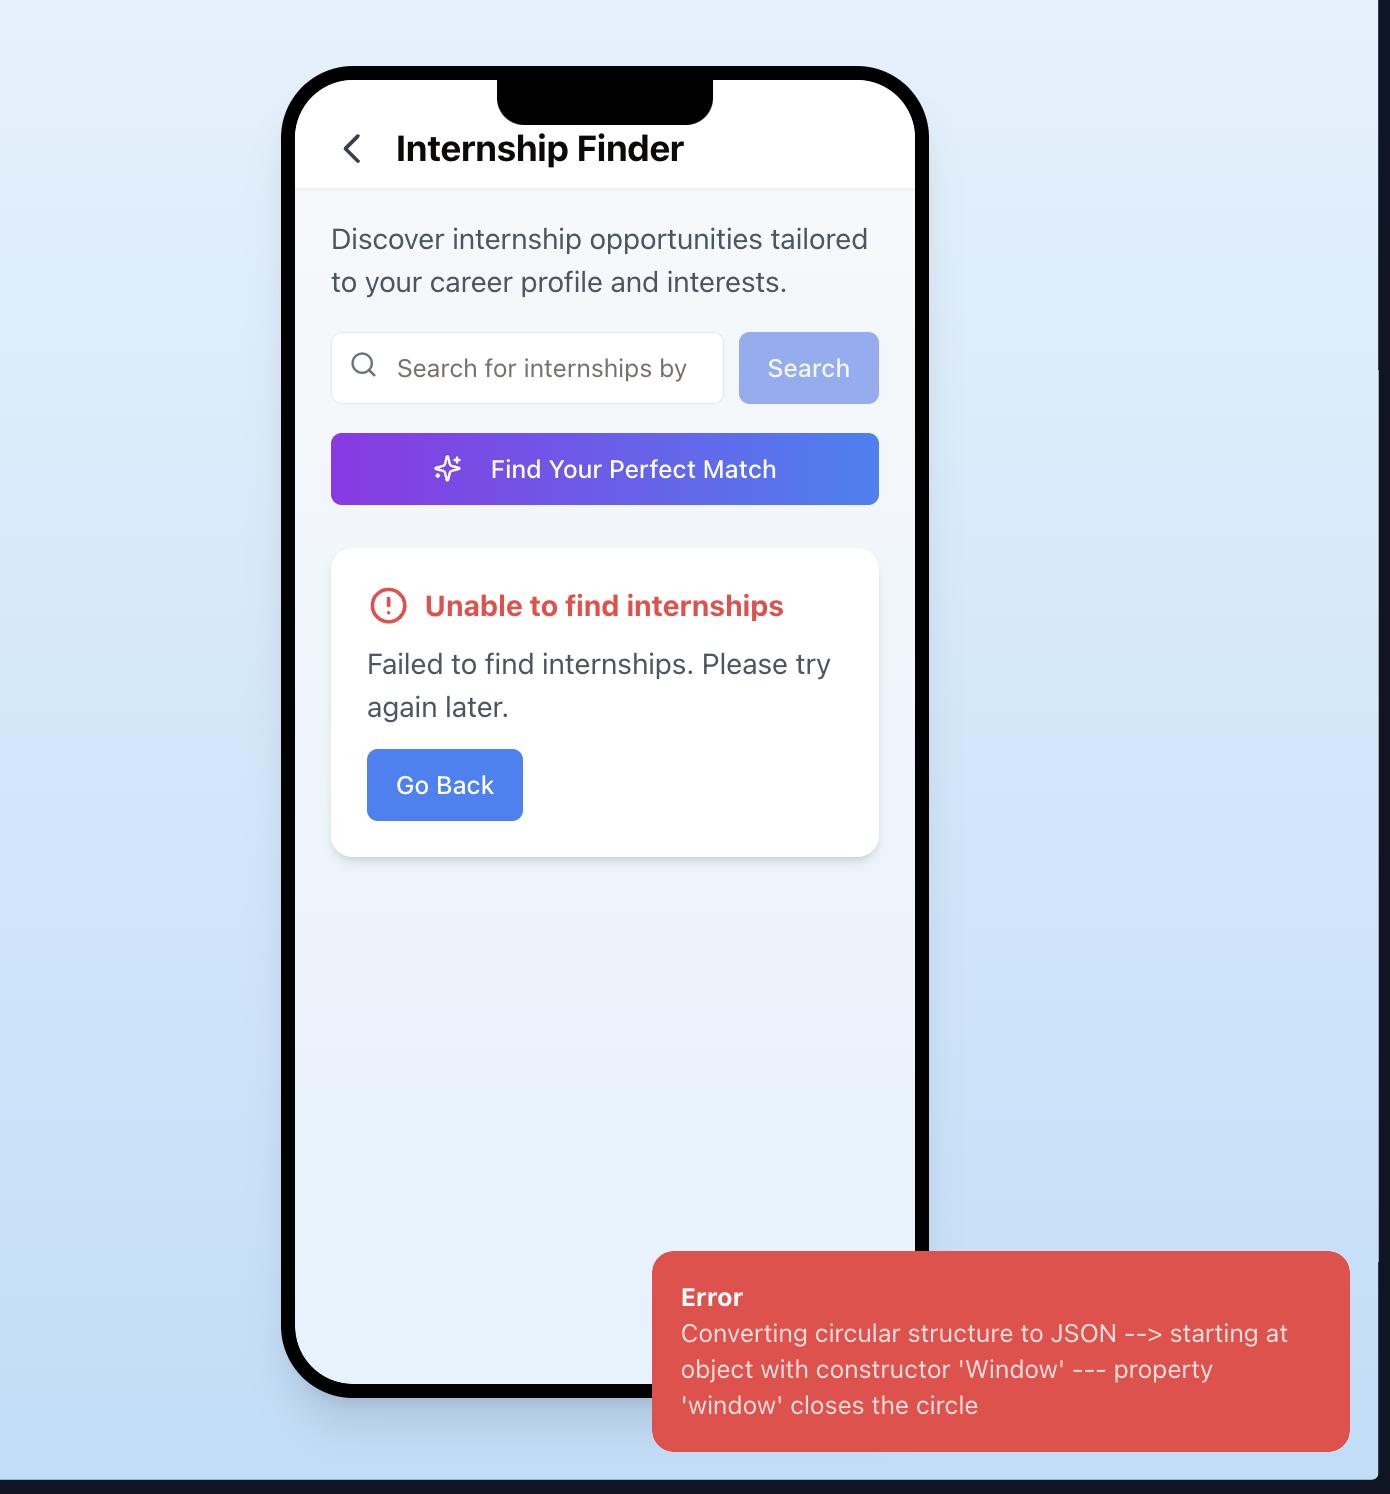 Internship Finder
Discover internship opportunities tailored
to your career profile and interests.
Search for internships by
Search
Find Your Perfect Match
Unable to find internships
Failed to find internships. Please try
again later.
Go Back
Error
Converting circular structure to JSON --> starting at
object with constructor 'Window' --- property
'window' closes the circle